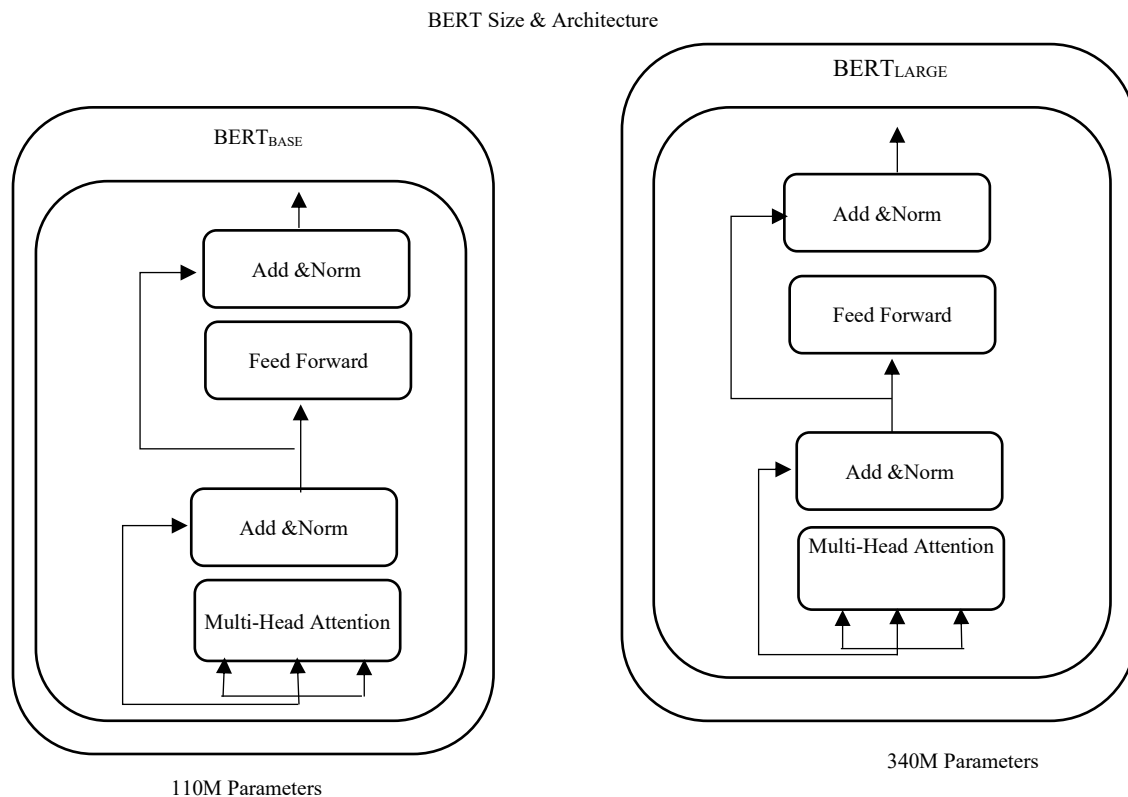 BERT Size & Architecture
BERTBASE
Add &Norm
Feed Forward
Add &Norm
Multi-Head Attention
110M Parameters
BERTLARGE
Add &Norm
Feed Forward
Add &Norm
Multi-Head Attention
340M Parameters